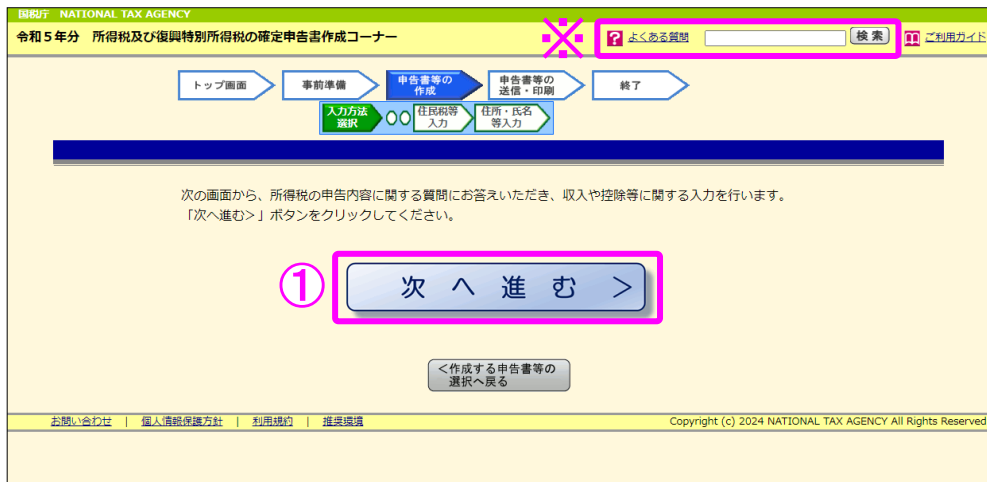 国税庁 NATIONAL TAX AGENCY
令和5年分 所得税及び復興特別所得税の確定申告書作成コーナー
※
? よくある質問 検索 ご利用ガイド
トップ画面
事前準備
申告書等の
作成
申告書等の
送信・印刷
終了
入力方法
選択
住民税等
入力
住所・氏名
等入力
次の画面から、所得税の申告内容に関する質問にお答えいただき、収入や控除等に関する入力を行います。
「次へ進む>」ボタンをクリックしてください。
①
次へ進む >
<作成する申告書等の
選択へ戻る
お問い合わせ | 個人情報保護方針 | 利用規約 | 推奨環境
Copyright (c) 2024 NATIONAL TAX AGENCY All Rights Reserved